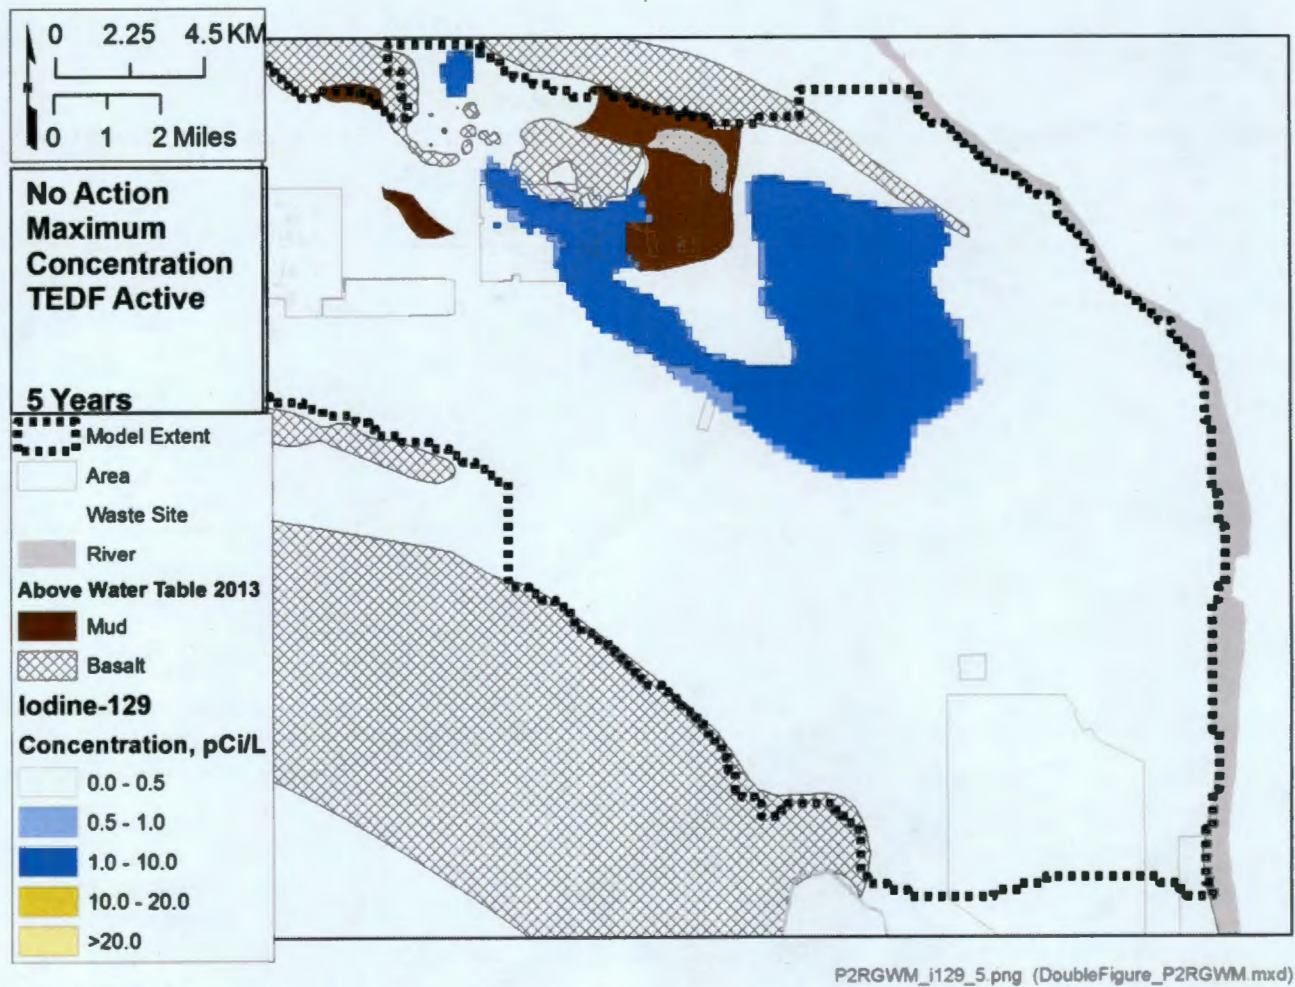 0 2.25 4.5 KM
0 1 2 Miles
No Action
Maximum
Concentration
TEDF Active
5 Years
Model Extent
Area
Waste Site
River
Above Water Table 2013
Mud
Basalt
Iodine-129
Concentration, pCi/L
0.0 - 0.5
0.5 - 1.0
1.0 - 10.0
10.0 - 20.0
>20.0
P2RGWM_i129_5.png (DoubleFigure_P2RGWM.mxd)